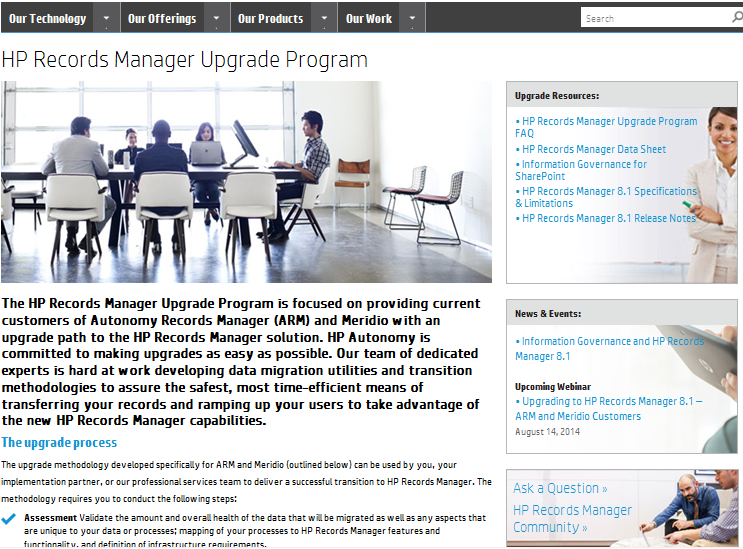 Our Technology
Our Offerings
Our Products
Our Work
Search
HP Records Manager Upgrade Program
The HP Records Manager Upgrade Program is focused on providing current
customers of Autonomy Records Manager (ARM) and Meridio with an
upgrade path to the HP Records Manager solution. HP Autonomy is
committed to making upgrades as easy as possible. Our team of dedicated
experts is hard at work developing data migration utilities and transition
methodologies to assure the safest, most time-efficient means of
transferring your records and ramping up your users to take advantage of
the new HP Records Manager capabilities.
The upgrade process
The upgrade methodology developed specifically for ARM and Meridio (outlined below) can be used by you, your
implementation partner, or our professional services team to deliver a successful transition to HP Records Manager. The
methodology requires you to conduct the following steps:
Assessment Validate the amount and overall health of the data that will be migrated as well as any aspects that
are unique to your data or processes; mapping of your processes to HP Records Manager features and
functionality, and definition of infrastructure requirements.
Upgrade Resources:
• HP Records Manager Upgrade Program
FAQ
• HP Records Manager Data Sheet
• Information Governance for
SharePoint
• HP Records Manager 8.1 Specifications
& Limitations
• HP Records Manager 8.1 Release Notes
News & Events:
• Information Governance and HP Records
Manager 8.1
Upcoming Webinar
• Upgrading to HP Records Manager 8.1 –
ARM and Meridio Customers
August 14, 2014
Ask a Question »
HP Records Manager
Community »